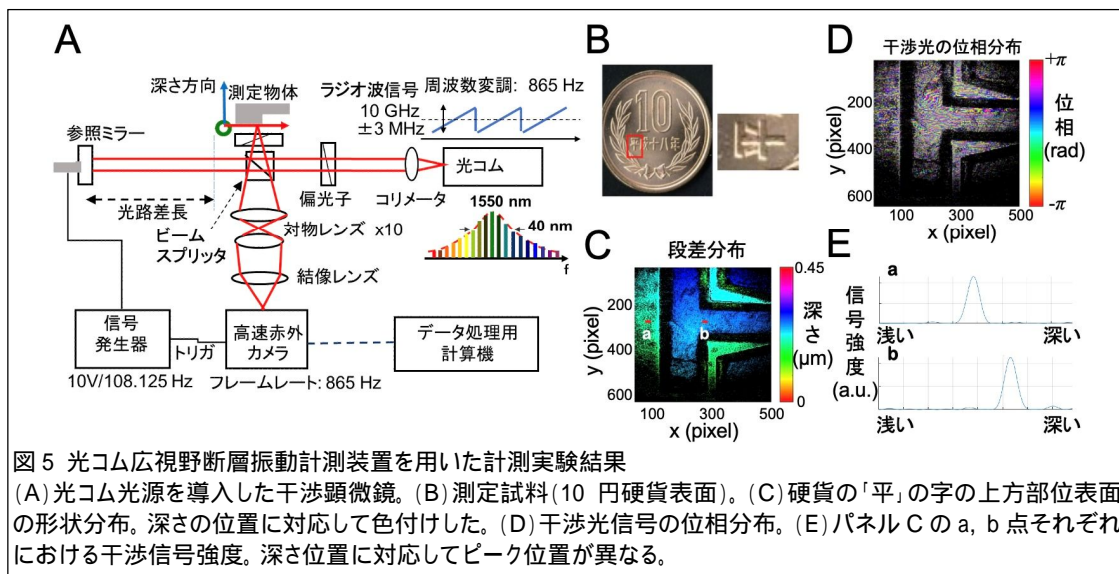 A
深さ方向
測定物体
ラジオ波信号
周波数変調: 865 Hz
10 GHz
±3 MHz
参照ミラー
光コム
偏光子
コリメータ
光路差長
ビーム
スプリッタ
対物レンズ x10
1550 nm
40 nm
f
結像レンズ
信号
発生器
トリガ
高速赤外
カメラ
データ処理用
計算機
10V/108.125 Hz
フレームレート: 865 Hz
B
10
平成十八年
C
段差分布
0.45
深さ
(μm)
0
200
400
600
y (pixel)
a
b
100
300
500
x (pixel)
D
干渉光の位相分布
+π
位相
(rad)
-π
200
400
600
y (pixel)
100
300
500
x (pixel)
E
信号強度
(a.u.)
a
浅い
深い
b
浅い
深い
図 5 光コム広視野断層振動計測装置を用いた計測実験結果
(A)光コム光源を導入した干渉顕微鏡。(B)測定試料(10 円硬貨表面)。(C)硬貨の「平」の字の上方部位表面
の形状分布。深さの位置に対応して色付けした。(D)干渉光信号の位相分布。(E)パネル C の a, b 点それぞれ
における干渉信号強度。深さ位置に対応してピーク位置が異なる。